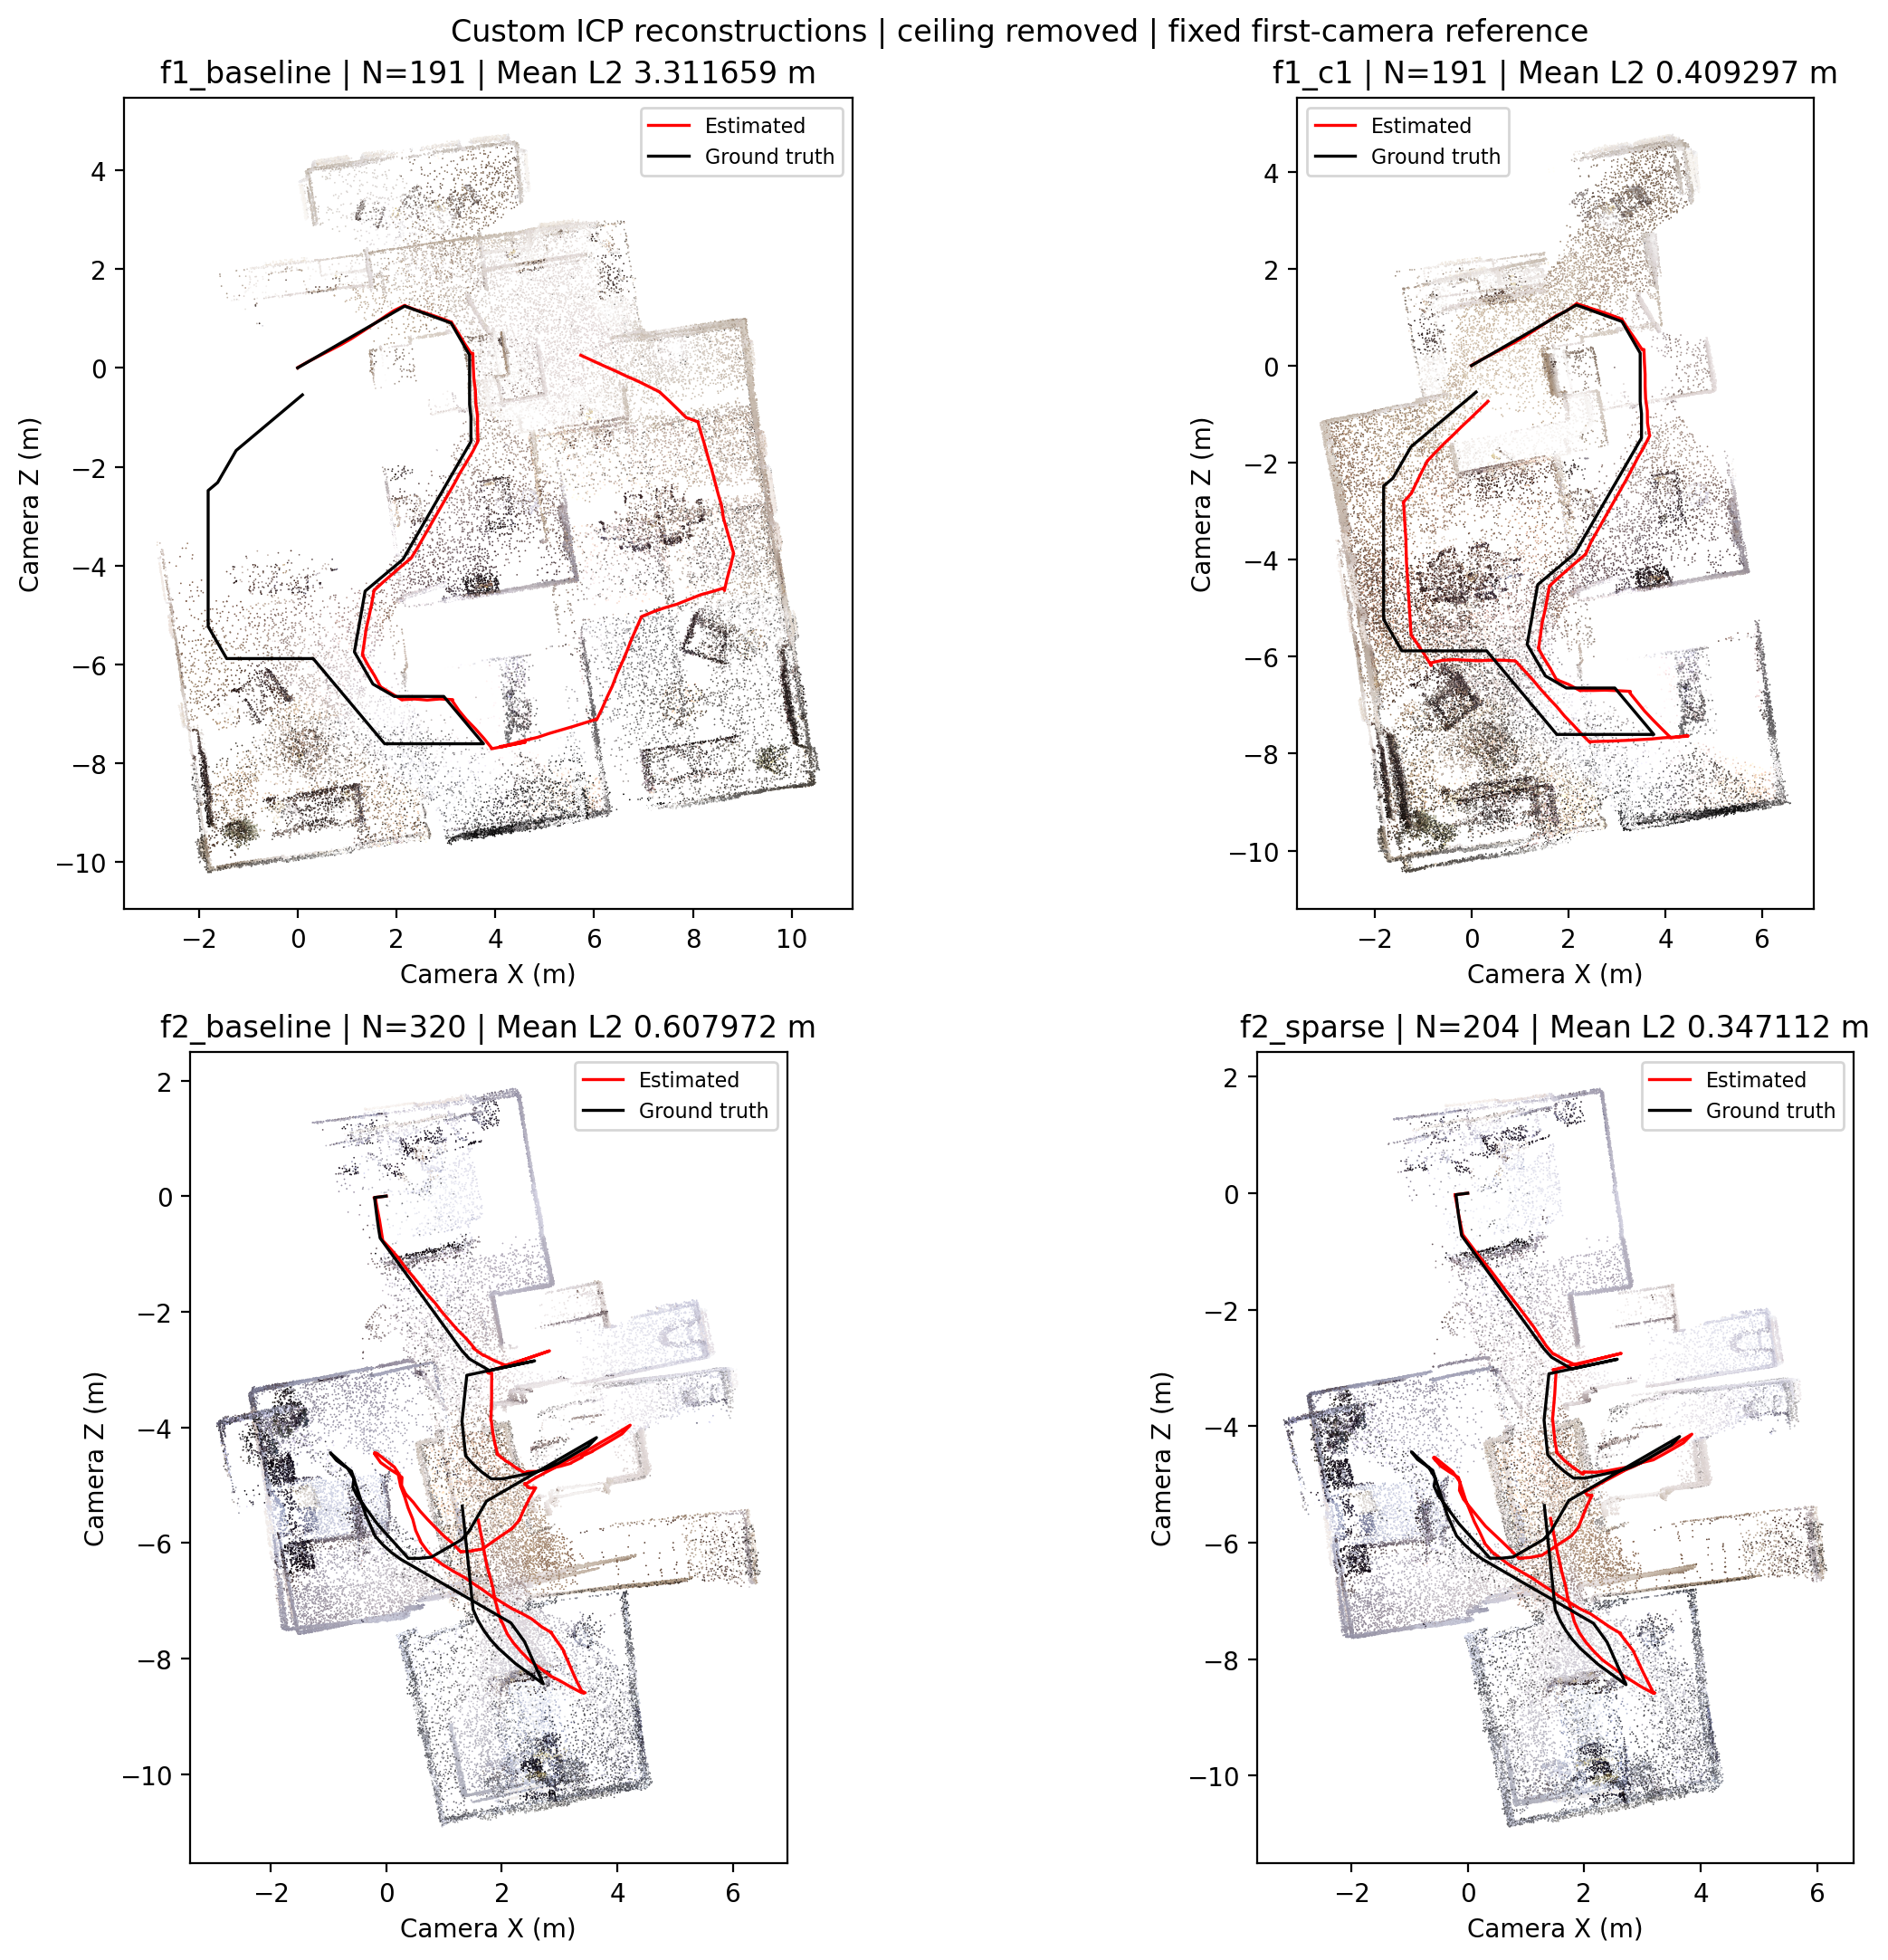 Custom ICP reconstructions | ceiling removed | fixed first-camera reference
f1_baseline | N=191 | Mean L2 3.311659 m
Estimated
Ground truth
4
2
0
−2
−4
−6
−8
−10
Camera Z (m)
−2 0 2 4 6 8 10
Camera X (m)
f1_c1 | N=191 | Mean L2 0.409297 m
Estimated
Ground truth
4
2
0
−2
−4
−6
−8
−10
Camera Z (m)
−2 0 2 4 6
Camera X (m)
f2_baseline | N=320 | Mean L2 0.607972 m
Estimated
Ground truth
2
0
−2
−4
−6
−8
−10
Camera Z (m)
−2 0 2 4 6
Camera X (m)
f2_sparse | N=204 | Mean L2 0.347112 m
Estimated
Ground truth
2
0
−2
−4
−6
−8
−10
Camera Z (m)
−2 0 2 4 6
Camera X (m)